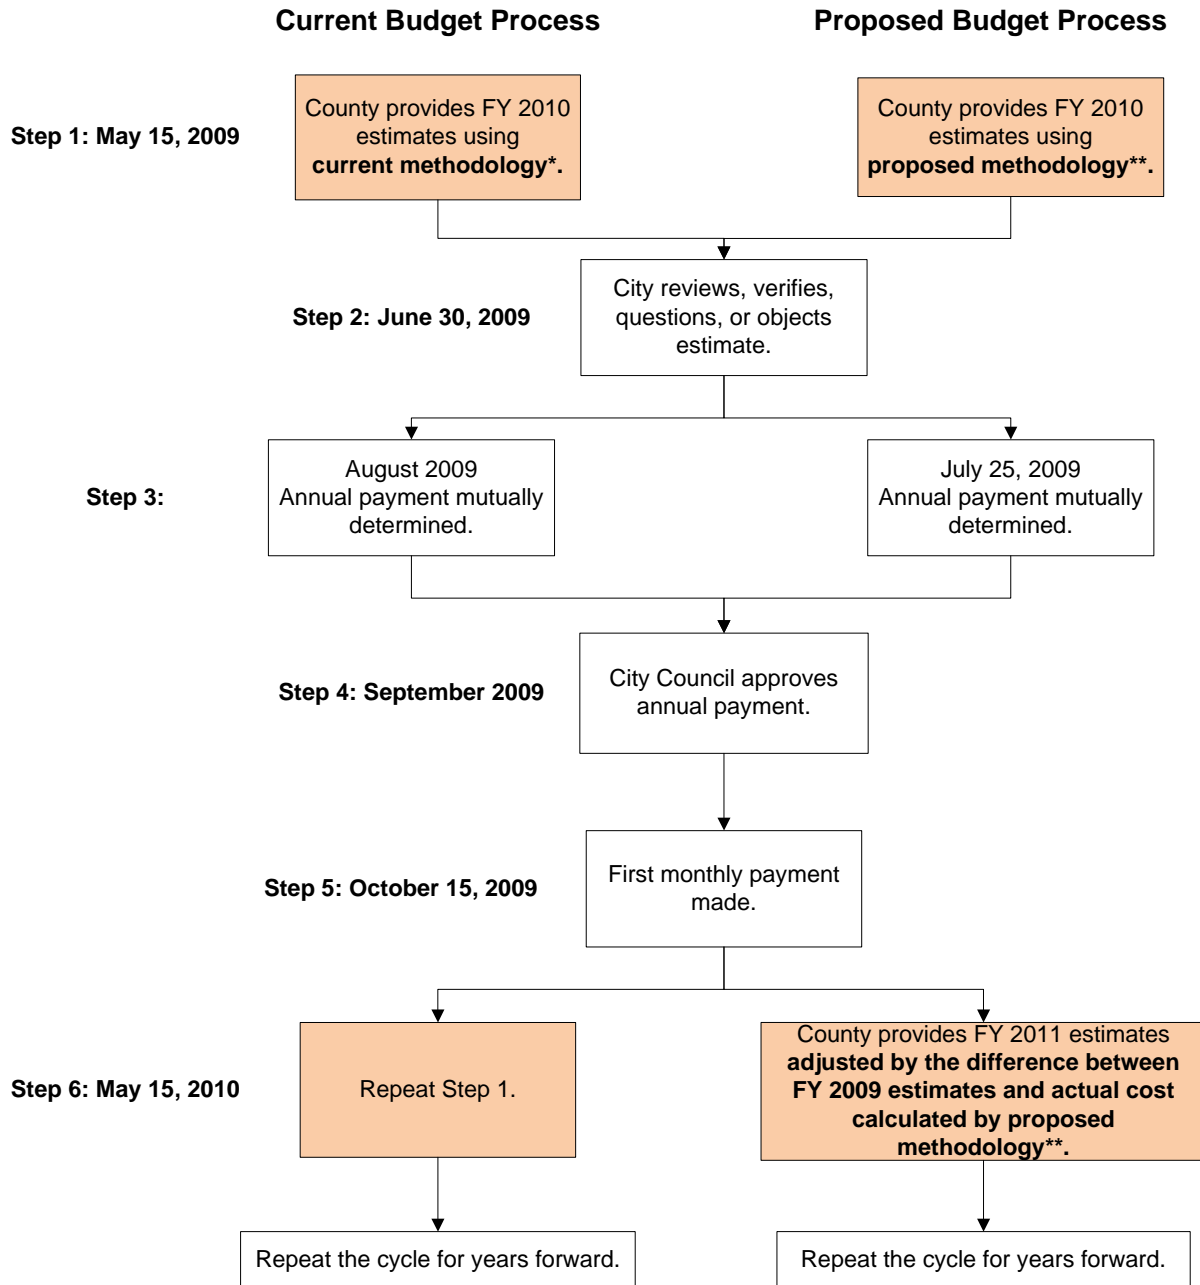 Current Budget Process
Proposed Budget Process
Step 1: May 15, 2009
County provides FY 2010
estimates using
current methodology*.
County provides FY 2010
estimates using
proposed methodology**.
Step 2: June 30, 2009
City reviews, verifies,
questions, or objects
estimate.
Step 3:
August 2009
Annual payment mutually
determined.
July 25, 2009
Annual payment mutually
determined.
Step 4: September 2009
City Council approves
annual payment.
Step 5: October 15, 2009
First monthly payment
made.
Step 6: May 15, 2010
Repeat Step 1.
County provides FY 2011 estimates
adjusted by the difference between
FY 2009 estimates and actual cost
calculated by proposed
methodology**.
Repeat the cycle for years forward.
Repeat the cycle for years forward.